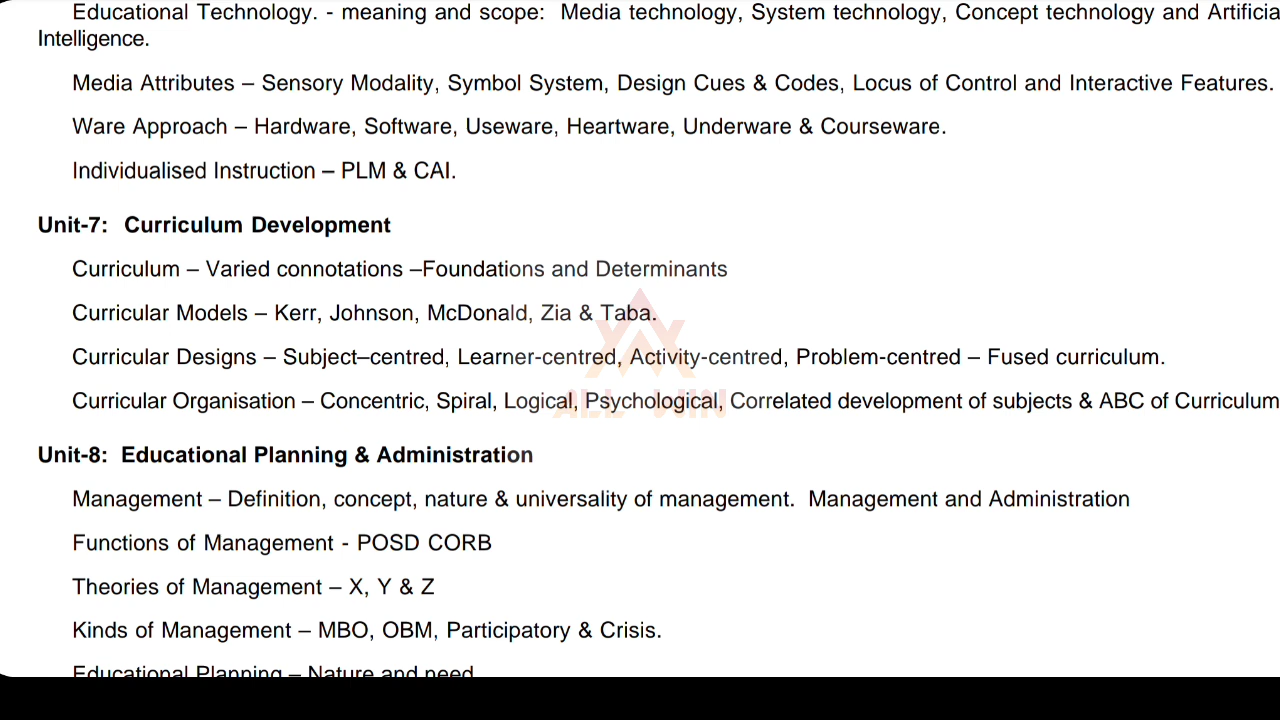 Educational Technology. - meaning and scope: Media technology, System technology, Concept technology and Artificia
Intelligence.
Media Attributes – Sensory Modality, Symbol System, Design Cues & Codes, Locus of Control and Interactive Features.
Ware Approach – Hardware, Software, Useware, Heartware, Underware & Courseware.
Individualised Instruction – PLM & CAI.
Unit-7: Curriculum Development
Curriculum – Varied connotations –Foundations and Determinants
Curricular Models – Kerr, Johnson, McDonald, Zia & Taba.
Curricular Designs – Subject–centred, Learner-centred, Activity-centred, Problem-centred – Fused curriculum.
Curricular Organisation – Concentric, Spiral, Logical, Psychological, Correlated development of subjects & ABC of Curriculum
ALL WIN
Unit-8: Educational Planning & Administration
Management – Definition, concept, nature & universality of management. Management and Administration
Functions of Management - POSD CORB
Theories of Management – X, Y & Z
Kinds of Management – MBO, OBM, Participatory & Crisis.
Educational Planning – Nature and need